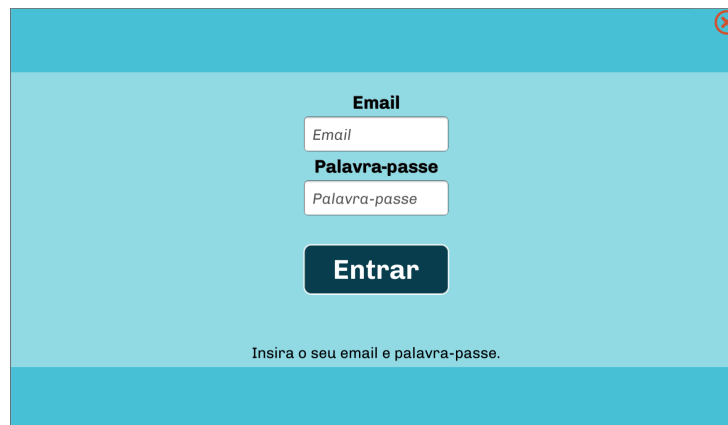 Email
Email
Palavra-passe
Palavra-passe
Entrar
Insira o seu email e palavra-passe.